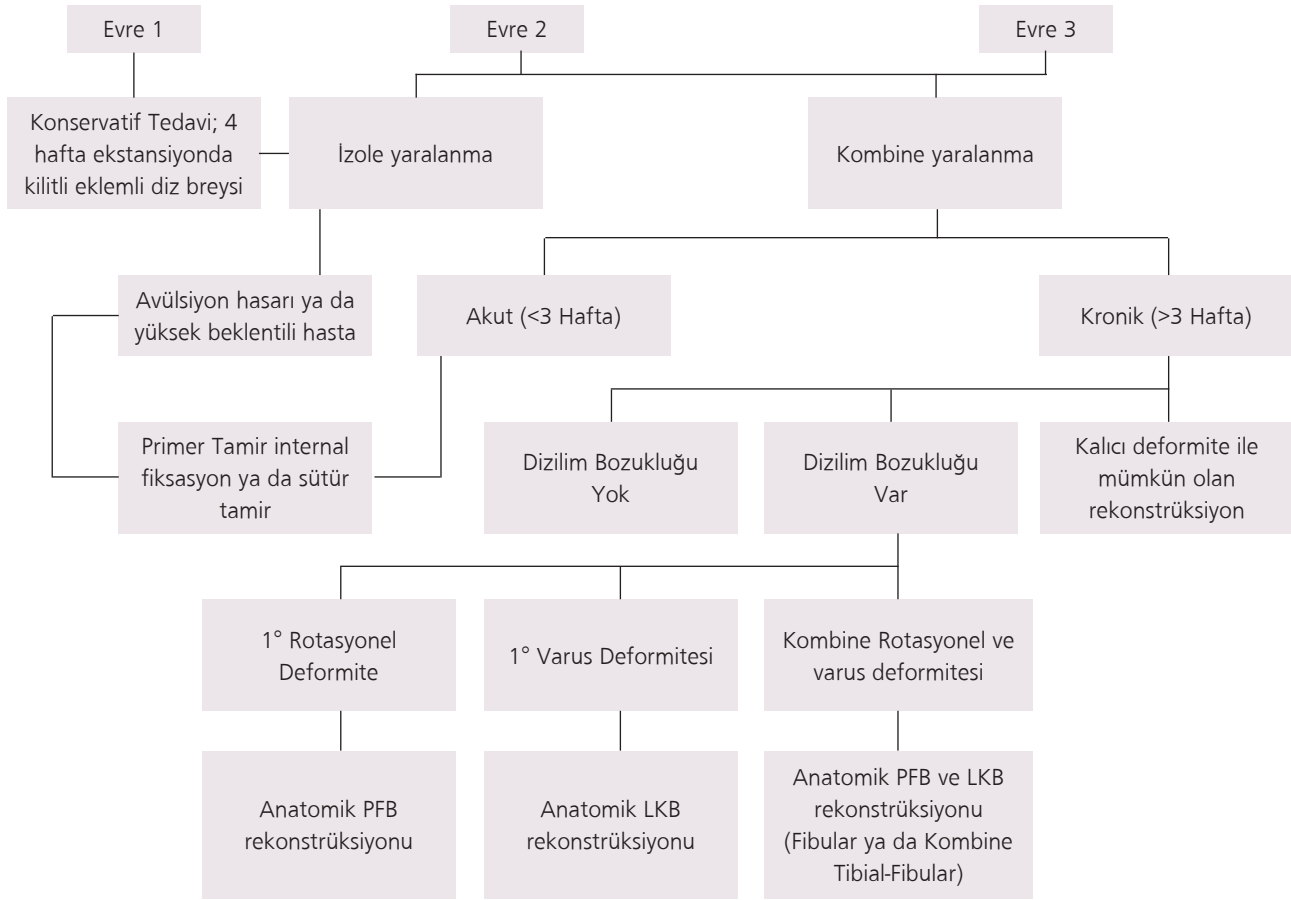 Evre 1
Evre 2
Evre 3
Konservatif Tedavi; 4
hafta ekstansiyonda
kilitli eklemli diz breysi
İzole yaralanma
Kombine yaralanma
Avülsiyon hasarı ya da
yüksek beklentili hasta
Akut (<3 Hafta)
Kronik (>3 Hafta)
Primer Tamir internal
fiksasyon ya da sütür
tamir
Dizilim Bozukluğu
Yok
Dizilim Bozukluğu
Var
Kalıcı deformite ile
mümkün olan
rekonstrüksiyon
1° Rotasyonel
Deformite
1° Varus Deformitesi
Kombine Rotasyonel ve
varus deformitesi
Anatomik PFB
rekonstrüksiyonu
Anatomik LKB
rekonstrüksiyonu
Anatomik PFB ve LKB
rekonstrüksiyonu
(Fibular ya da Kombine
Tibial-Fibular)